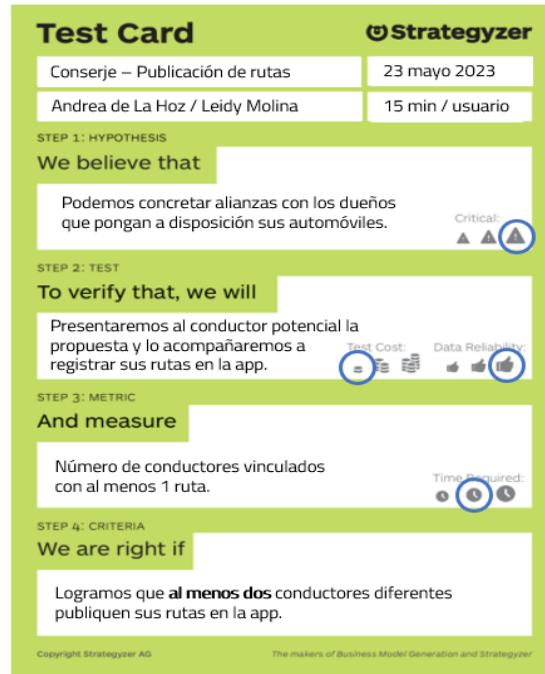 Test Card
Strategyzer
Conserje – Publicación de rutas
23 mayo 2023
Andrea de La Hoz / Leidy Molina
15 min / usuario
STEP 1: HYPOTHESIS
We believe that
Podemos concretar alianzas con los dueños
que pongan a disposición sus automóviles.
Critical:
STEP 2: TEST
To verify that, we will
Presentaremos al conductor potencial la
propuesta y lo acompañaremos a
registrar sus rutas en la app.
Test Cost:
Data Reliability:
STEP 3: METRIC
And measure
Número de conductores vinculados
con al menos 1 ruta.
Time Required:
STEP 4: CRITERIA
We are right if
Logramos que al menos dos conductores diferentes
publiquen sus rutas en la app.
Copyright Strategyzer AG
The makers of Business Model Generation and Strategyzer